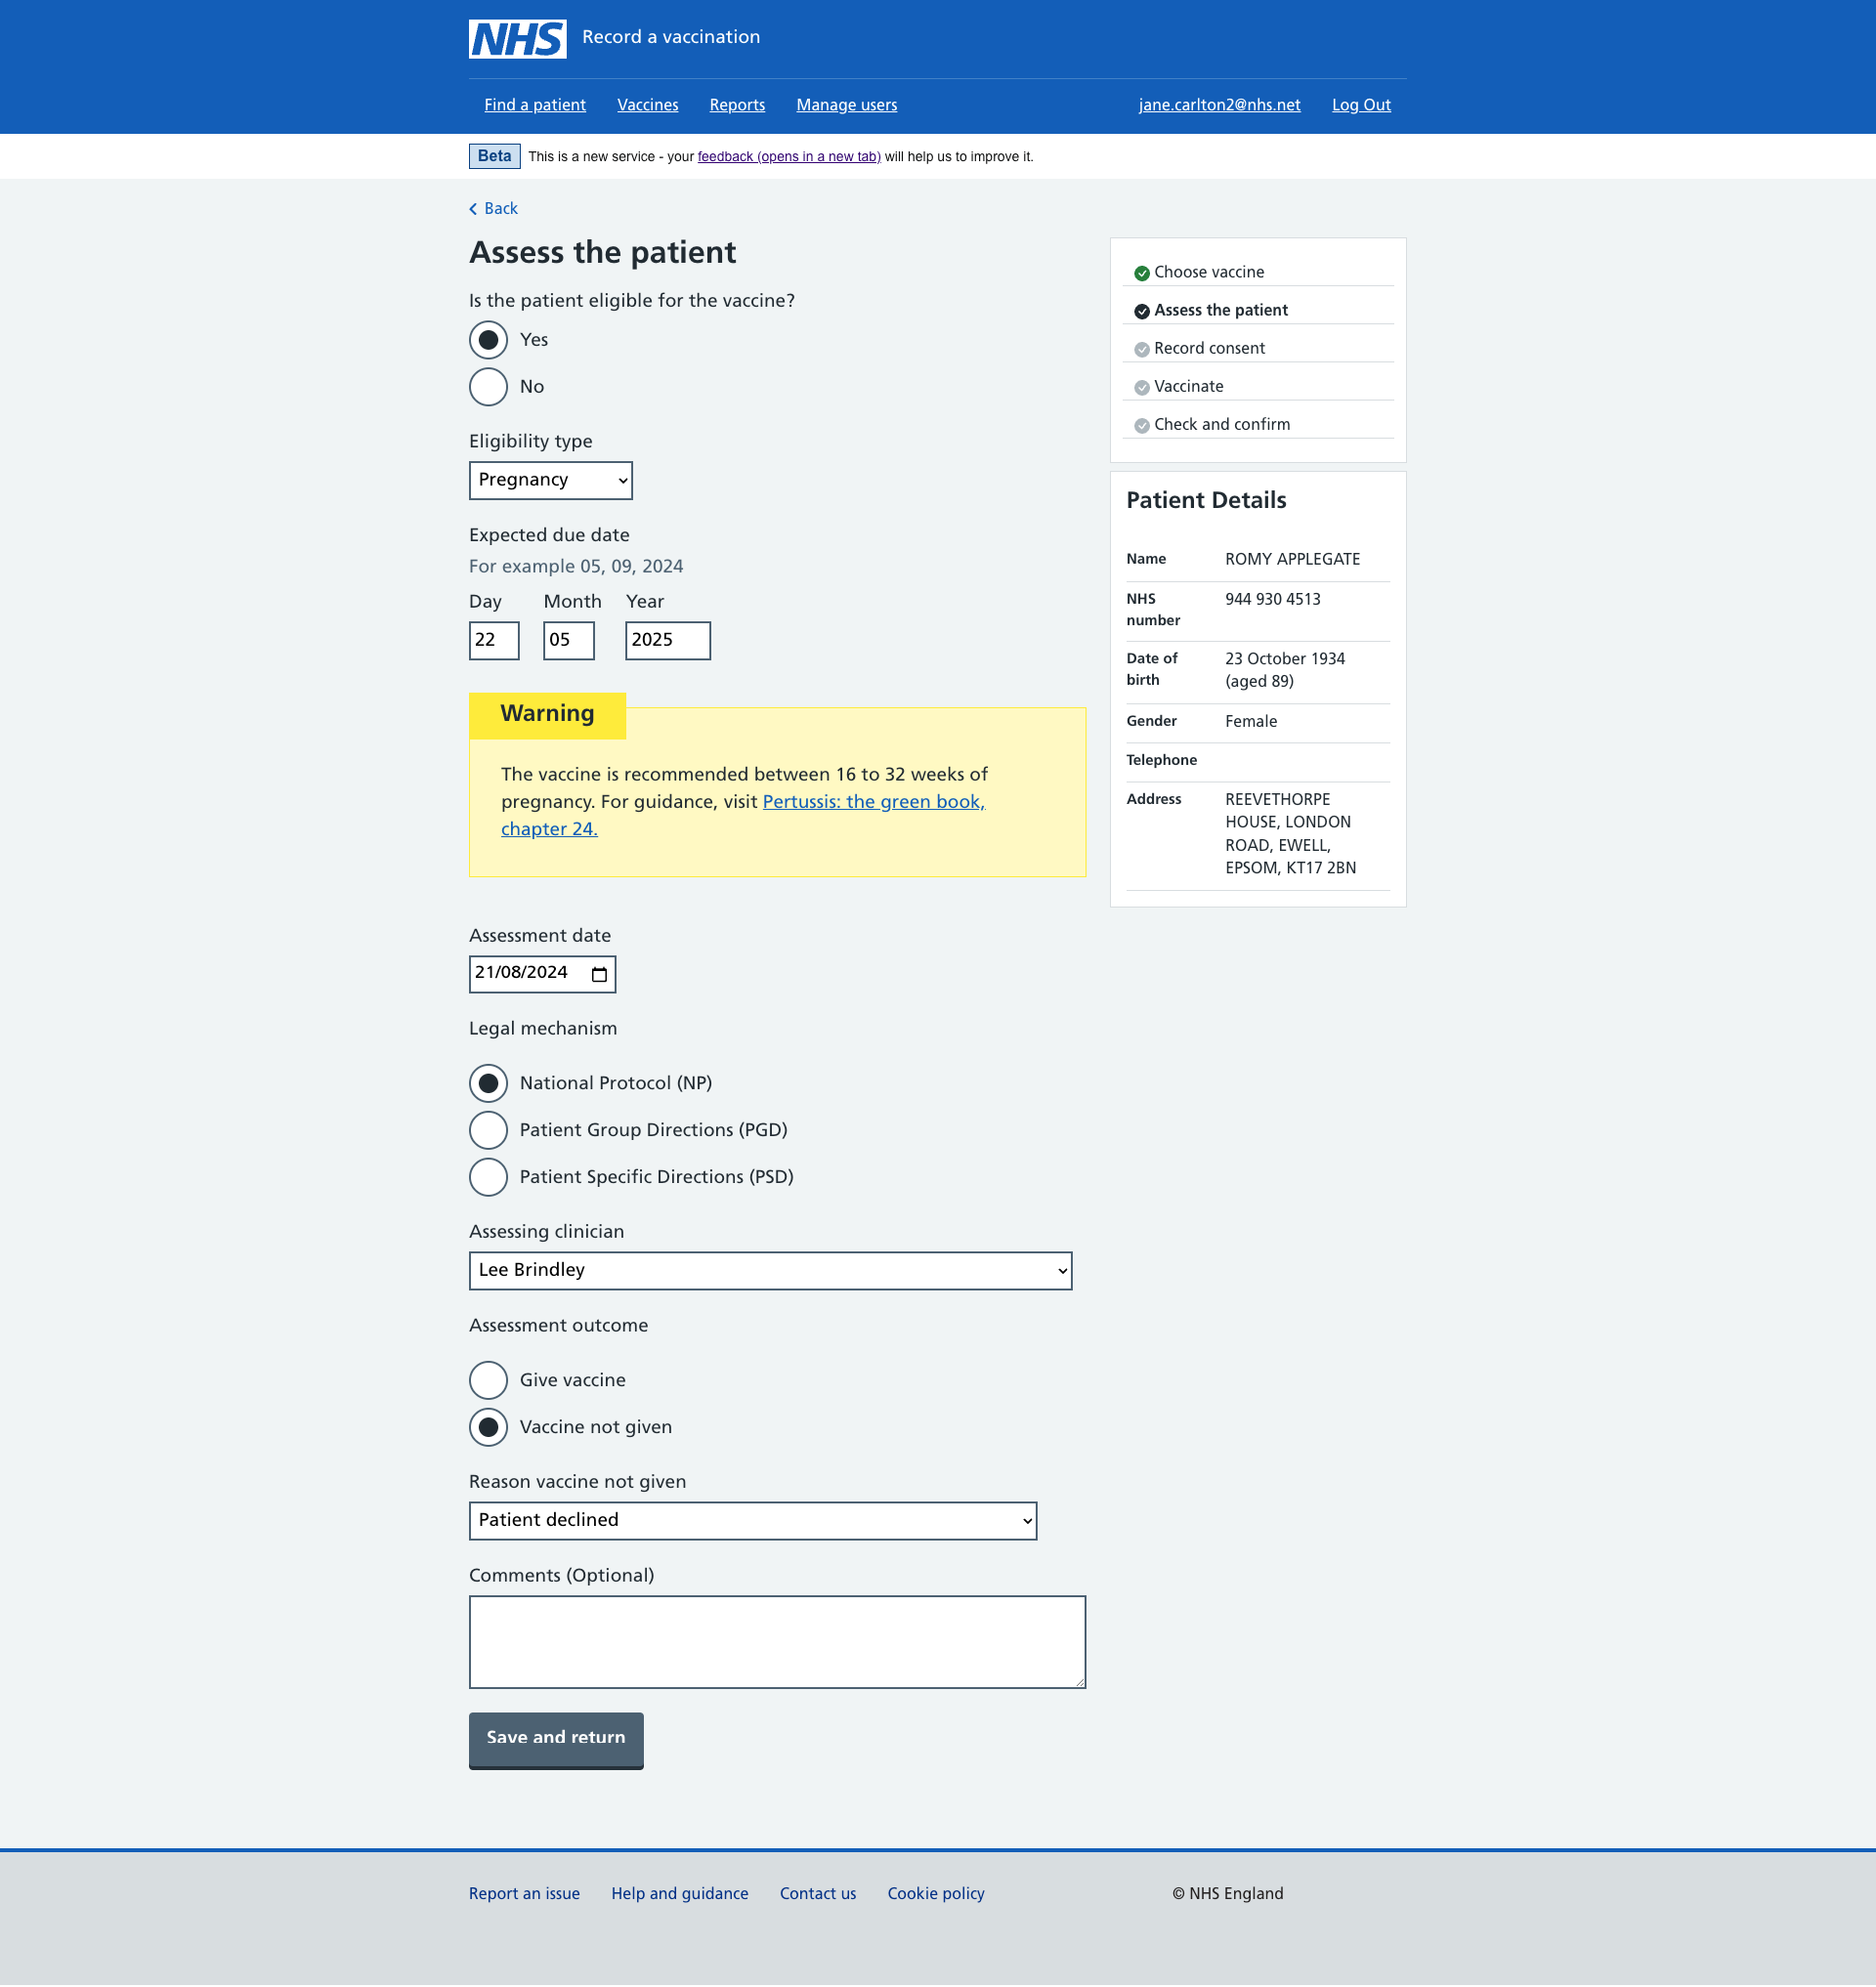 NHS Record a vaccination
Find a patient Vaccines Reports Manage users jane.carlton2@nhs.net Log Out
Beta This is a new service - your feedback (opens in a new tab) will help us to improve it.
Back
Assess the patient
Is the patient eligible for the vaccine?
Yes
No
Eligibility type
Pregnancy
Expected due date
For example 05, 09, 2024
Day Month Year
22 05 2025
Warning
The vaccine is recommended between 16 to 32 weeks of
pregnancy. For guidance, visit Pertussis: the green book,
chapter 24.
Assessment date
21/08/2024
Legal mechanism
National Protocol (NP)
Patient Group Directions (PGD)
Patient Specific Directions (PSD)
Assessing clinician
Lee Brindley
Assessment outcome
Give vaccine
Vaccine not given
Reason vaccine not given
Patient declined
Comments (Optional)
Save and return
Choose vaccine
Assess the patient
Record consent
Vaccinate
Check and confirm
Patient Details
Name ROMY APPLEGATE
NHS 944 930 4513
number
Date of 23 October 1934
birth (aged 89)
Gender Female
Telephone
Address REEVETHORPE
HOUSE, LONDON
ROAD, EWELL,
EPSOM, KT17 2BN
Report an issue Help and guidance Contact us Cookie policy © NHS England